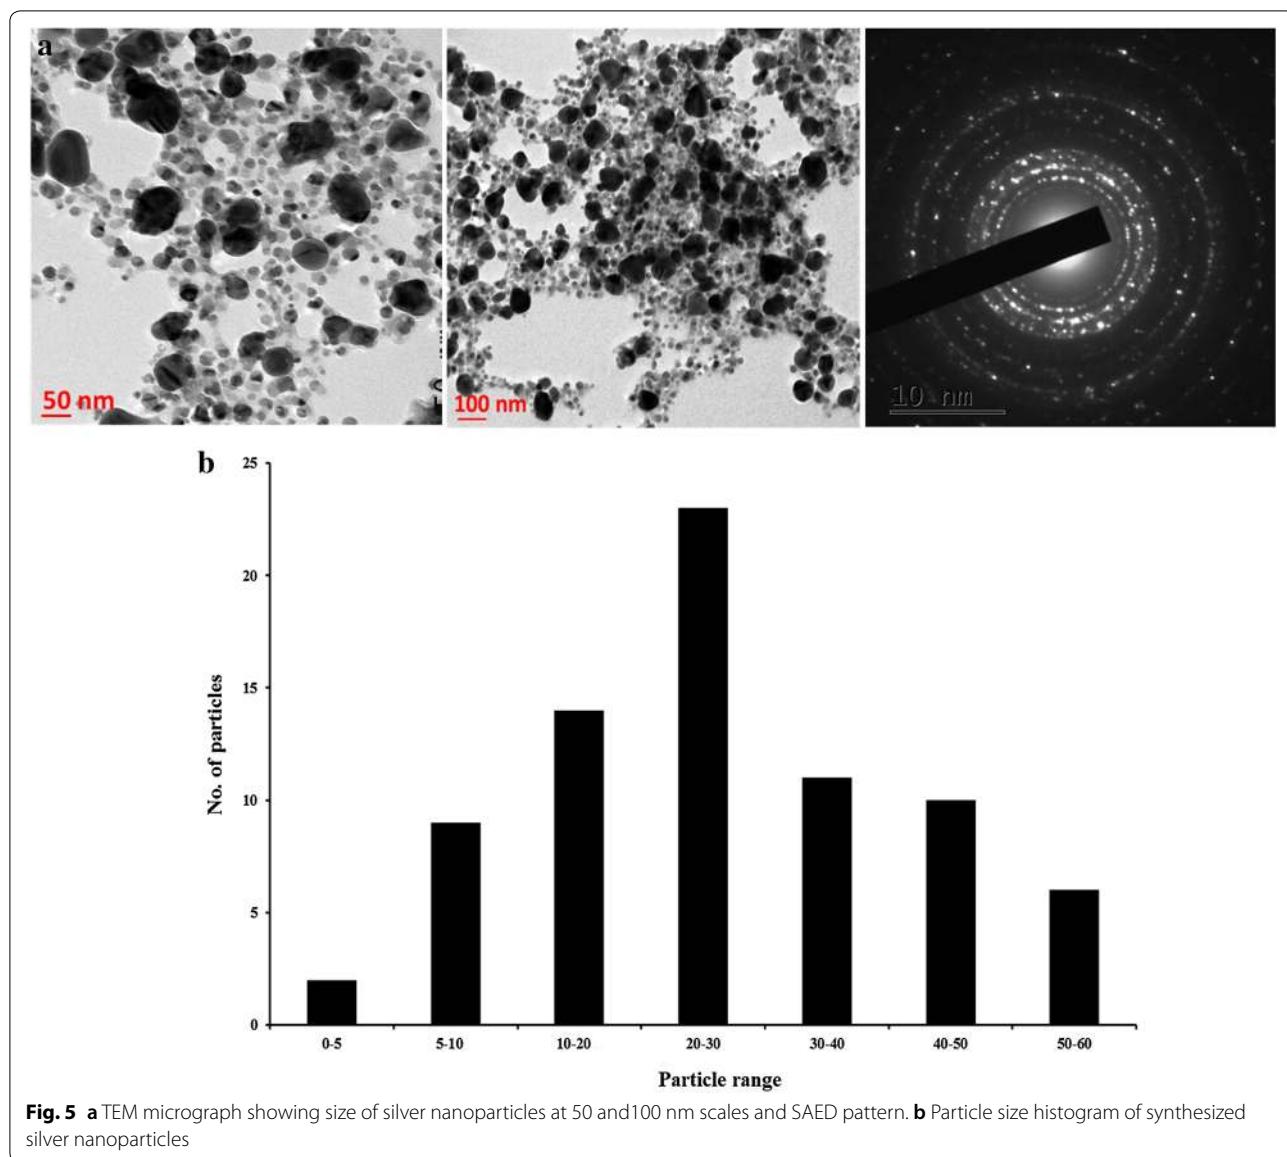 a
50 nm
100 nm
10 nm
b
25
20
15
10
5
0
No. of particles
0-5 5-10 10-20 20-30 30-40 40-50 50-60
Particle range
Fig. 5 a TEM micrograph showing size of silver nanoparticles at 50 and100 nm scales and SAED pattern. b Particle size histogram of synthesized
silver nanoparticles